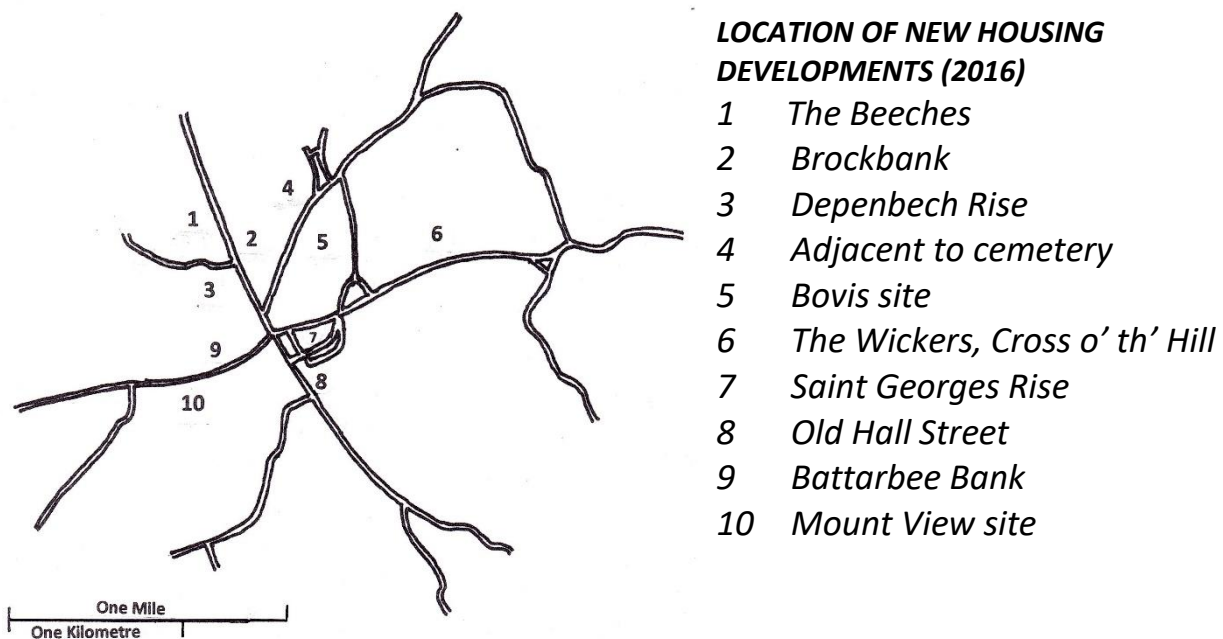 LOCATION OF NEW HOUSING
DEVELOPMENTS (2016)
1 The Beeches
2 Brockbank
3 Depenbech Rise
4 Adjacent to cemetery
5 Bovis site
6 The Wickers, Cross o’ th’ Hill
7 Saint Georges Rise
8 Old Hall Street
9 Battarbee Bank
10 Mount View site
1
2
3
4
5
6
7
8
9
10
One Mile
One Kilometre